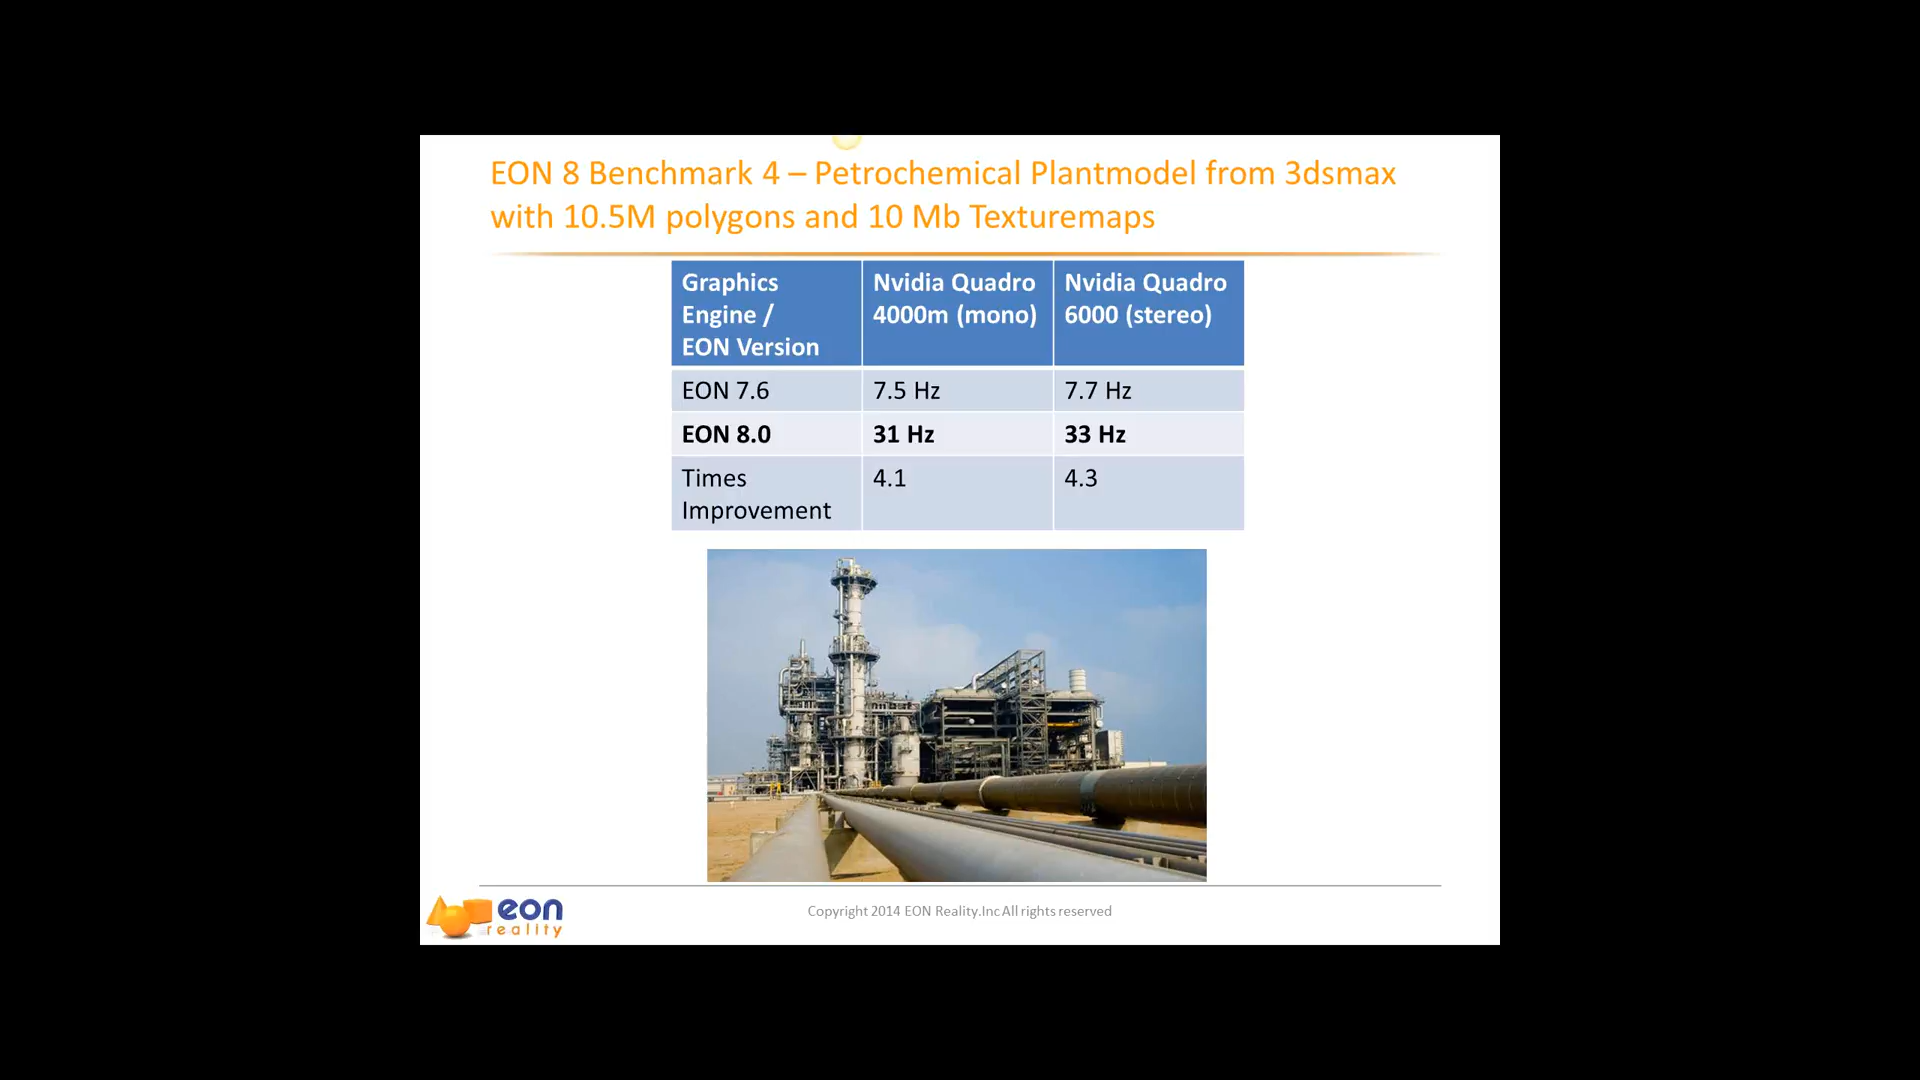 EON 8 Benchmark 4 – Petrochemical Plantmodel from 3dsmax
with 10.5M polygons and 10 Mb Texturemaps
Graphics
Engine /
EON Version
Nvidia Quadro
4000m (mono)
Nvidia Quadro
6000 (stereo)
EON 7.6
7.5 Hz
7.7 Hz
EON 8.0
31 Hz
33 Hz
Times
Improvement
4.1
4.3
eon
reality
Copyright 2014 EON Reality.Inc All rights reserved